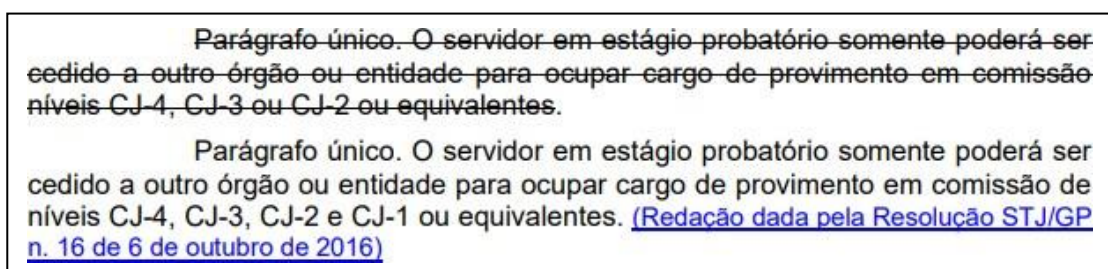 Parágrafo único. O servidor em estágio probatório somente poderá ser
cedido a outro órgão ou entidade para ocupar cargo de provimento em comissão
níveis CJ-4, CJ-3 ou CJ-2 ou equivalentes.
Parágrafo único. O servidor em estágio probatório somente poderá ser
cedido a outro órgão ou entidade para ocupar cargo de provimento em comissão de
níveis CJ-4, CJ-3, CJ-2 e CJ-1 ou equivalentes. (Redação dada pela Resolução STJ/GP
n. 16 de 6 de outubro de 2016)